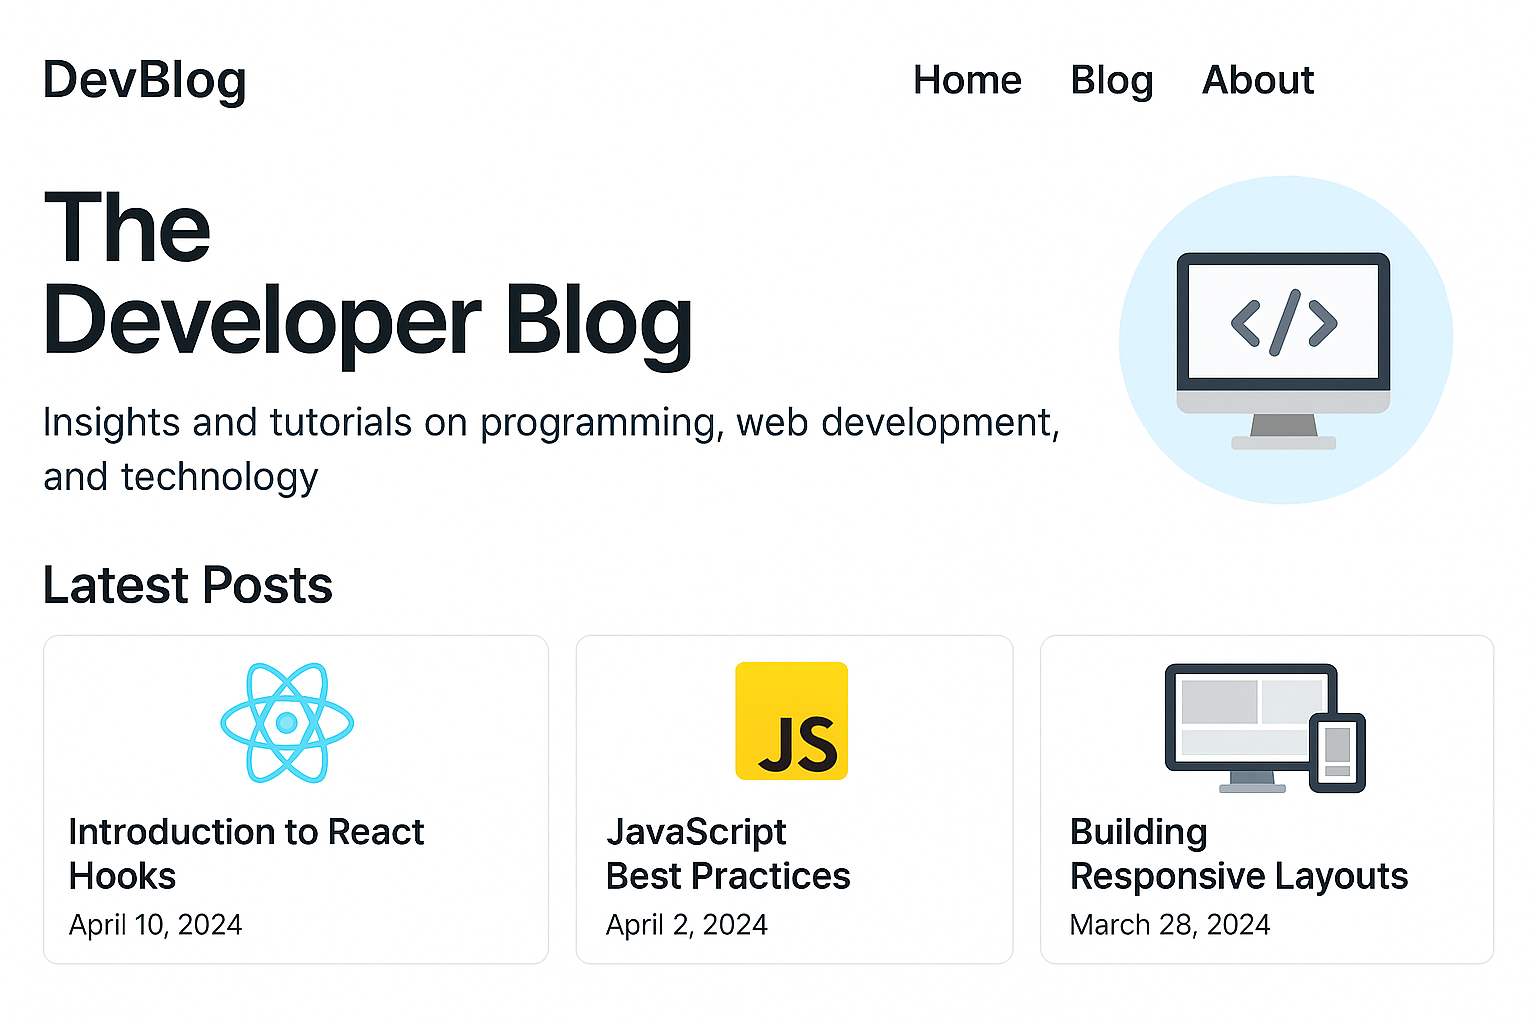 DevBlog
Home Blog About
The
Developer Blog
Insights and tutorials on programming, web development,
and technology
</>
Latest Posts
JS
Introduction to React
Hooks
April 10, 2024
JavaScript
Best Practices
April 2, 2024
Building
Responsive Layouts
March 28, 2024